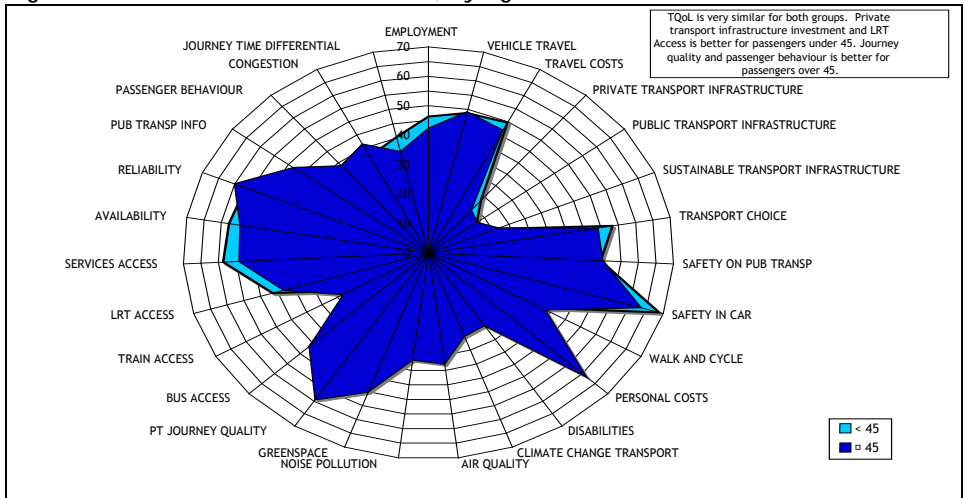 TQoL is very similar for both groups. Private
transport infrastructure investment and LRT
Access is better for passengers under 45. Journey
quality and passenger behaviour is better for
passengers over 45.
EMPLOYMENT
VEHICLE TRAVEL
TRAVEL COSTS
PRIVATE TRANSPORT INFRASTRUCTURE
PUBLIC TRANSPORT INFRASTRUCTURE
SUSTAINABLE TRANSPORT INFRASTRUCTURE
TRANSPORT CHOICE
SAFETY ON PUB TRANSP
SAFETY IN CAR
WALK AND CYCLE
PERSONAL COSTS
DISABILITIES
CLIMATE CHANGE TRANSPORT
AIR QUALITY
NOISE POLLUTION
GREENSPACE
PT JOURNEY QUALITY
BUS ACCESS
TRAIN ACCESS
LRT ACCESS
SERVICES ACCESS
AVAILABILITY
RELIABILITY
PUB TRANSP INFO
PASSENGER BEHAVIOUR
CONGESTION
JOURNEY TIME DIFFERENTIAL
70
60
50
40
30
20
10
0
< 45
¤ 45